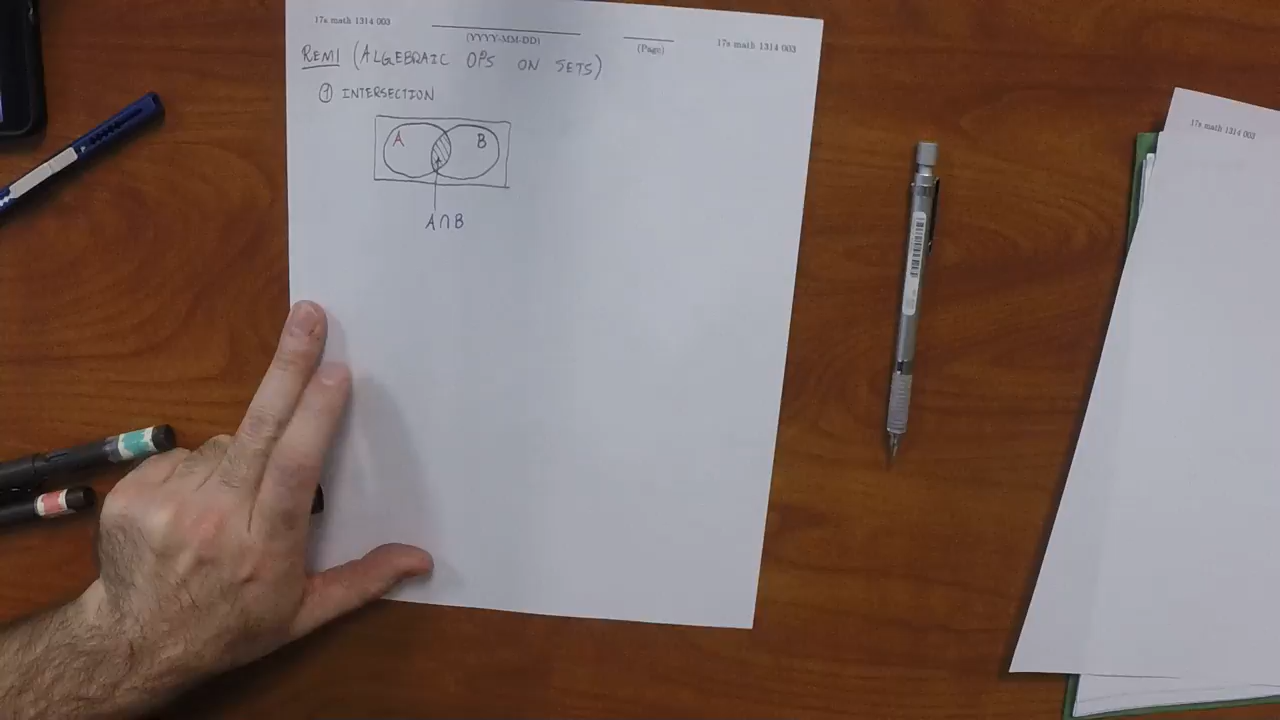 17s math 1314 003
(YYYY-MM-DD)
(Page)
17s math 1314 003
REM1 (ALGEBRAIC OPS ON SETS)
① INTERSECTION
A B
A∩B
17s math 1314 003